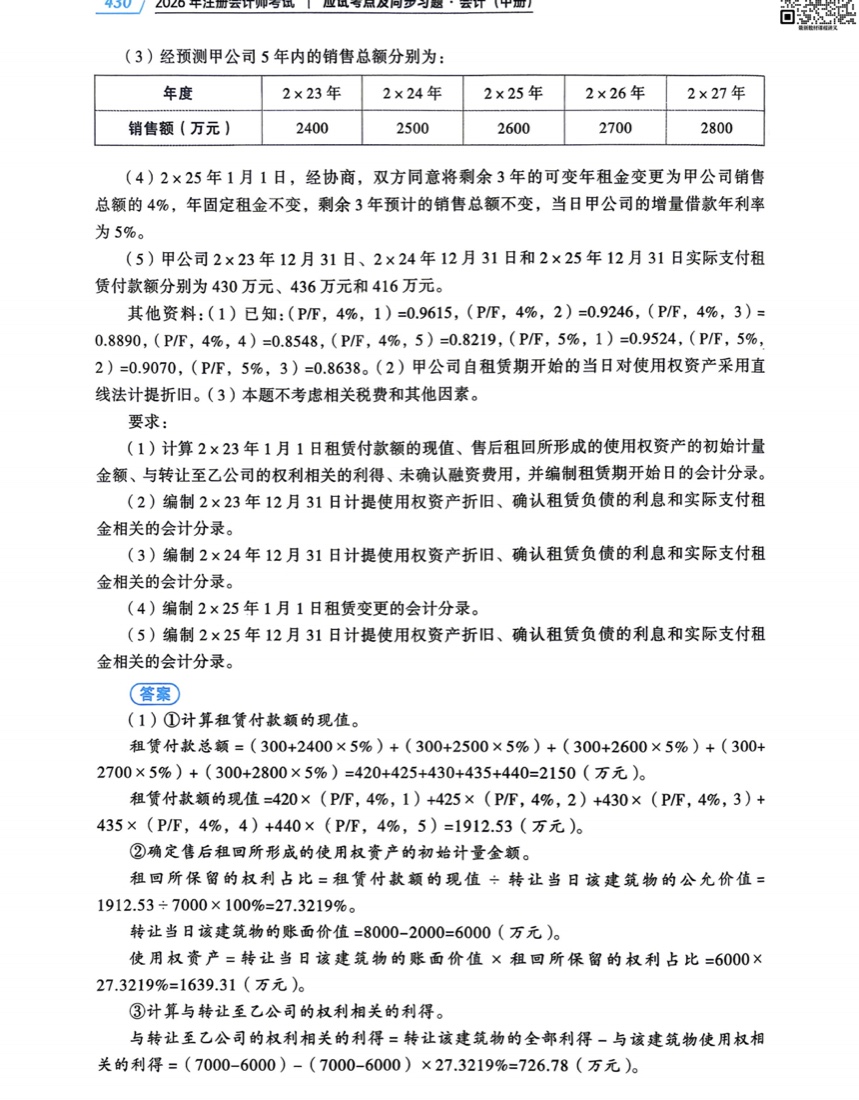 430 2026年注册会计师考试 | 应试考点及同步习题·会计（中册）
（3）经预测甲公司5年内的销售总额分别为：
年度 2×23年 2×24年 2×25年 2×26年 2×27年
销售额（万元） 2400 2500 2600 2700 2800
（4）2×25年1月1日，经协商，双方同意将剩余3年的可变年租金变更为甲公司销售
总额的4%，年固定租金不变，剩余3年预计的销售总额不变，当日甲公司的增量借款年利率
为5%。
（5）甲公司2×23年12月31日、2×24年12月31日和2×25年12月31日实际支付租
赁付款额分别为430万元、436万元和416万元。
其他资料：（1）已知：（P/F，4%，1）=0.9615，（P/F，4%，2）=0.9246，（P/F，4%，3）=
0.8890，（P/F，4%，4）=0.8548，（P/F，4%，5）=0.8219，（P/F，5%，1）=0.9524，（P/F，5%，
2）=0.9070，（P/F，5%，3）=0.8638。（2）甲公司自租赁期开始的当日对使用权资产采用直
线法计提折旧。（3）本题不考虑相关税费和其他因素。
要求：
（1）计算2×23年1月1日租赁付款额的现值、售后租回所形成的使用权资产的初始计量
金额、与转让至乙公司的权利相关的利得、未确认融资费用，并编制租赁期开始日的会计分录。
（2）编制2×23年12月31日计提使用权资产折旧、确认租赁负债的利息和实际支付租
金相关的会计分录。
（3）编制2×24年12月31日计提使用权资产折旧、确认租赁负债的利息和实际支付租
金相关的会计分录。
（4）编制2×25年1月1日租赁变更的会计分录。
（5）编制2×25年12月31日计提使用权资产折旧、确认租赁负债的利息和实际支付租
金相关的会计分录。
答案
（1）①计算租赁付款额的现值。
租赁付款总额=（300+2400×5%）+（300+2500×5%）+（300+2600×5%）+（300+
2700×5%）+（300+2800×5%）=420+425+430+435+440=2150（万元）。
租赁付款额的现值=420×（P/F，4%，1）+425×（P/F，4%，2）+430×（P/F，4%，3）+
435×（P/F，4%，4）+440×（P/F，4%，5）=1912.53（万元）。
②确定售后租回所形成的使用权资产的初始计量金额。
租回所保留的权利占比=租赁付款额的现值÷转让当日该建筑物的公允价值=
1912.53÷7000×100%=27.3219%。
转让当日该建筑物的账面价值=8000-2000=6000（万元）。
使用权资产=转让当日该建筑物的账面价值×租回所保留的权利占比=6000×
27.3219%=1639.31（万元）。
③计算与转让至乙公司的权利相关的利得。
与转让至乙公司的权利相关的利得=转让该建筑物的全部利得-与该建筑物使用权相
关的利得=（7000-6000）-（7000-6000）×27.3219%=726.78（万元）。